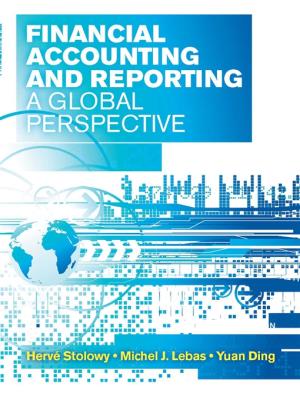 FINANCIAL
ACCOUNTING
AND REPORTING
A GLOBAL
PERSPECTIVE
Hervé Stolowy • Michel J. Lebas • Yuan Ding